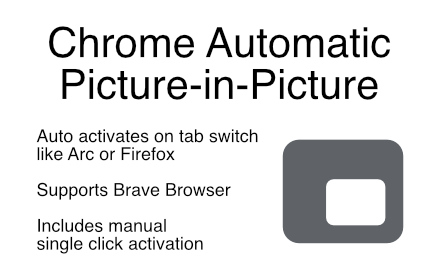 Chrome Automatic
Picture-in-Picture
Auto activates on tab switch
like Arc or Firefox
Supports Brave Browser
Includes manual
single click activation